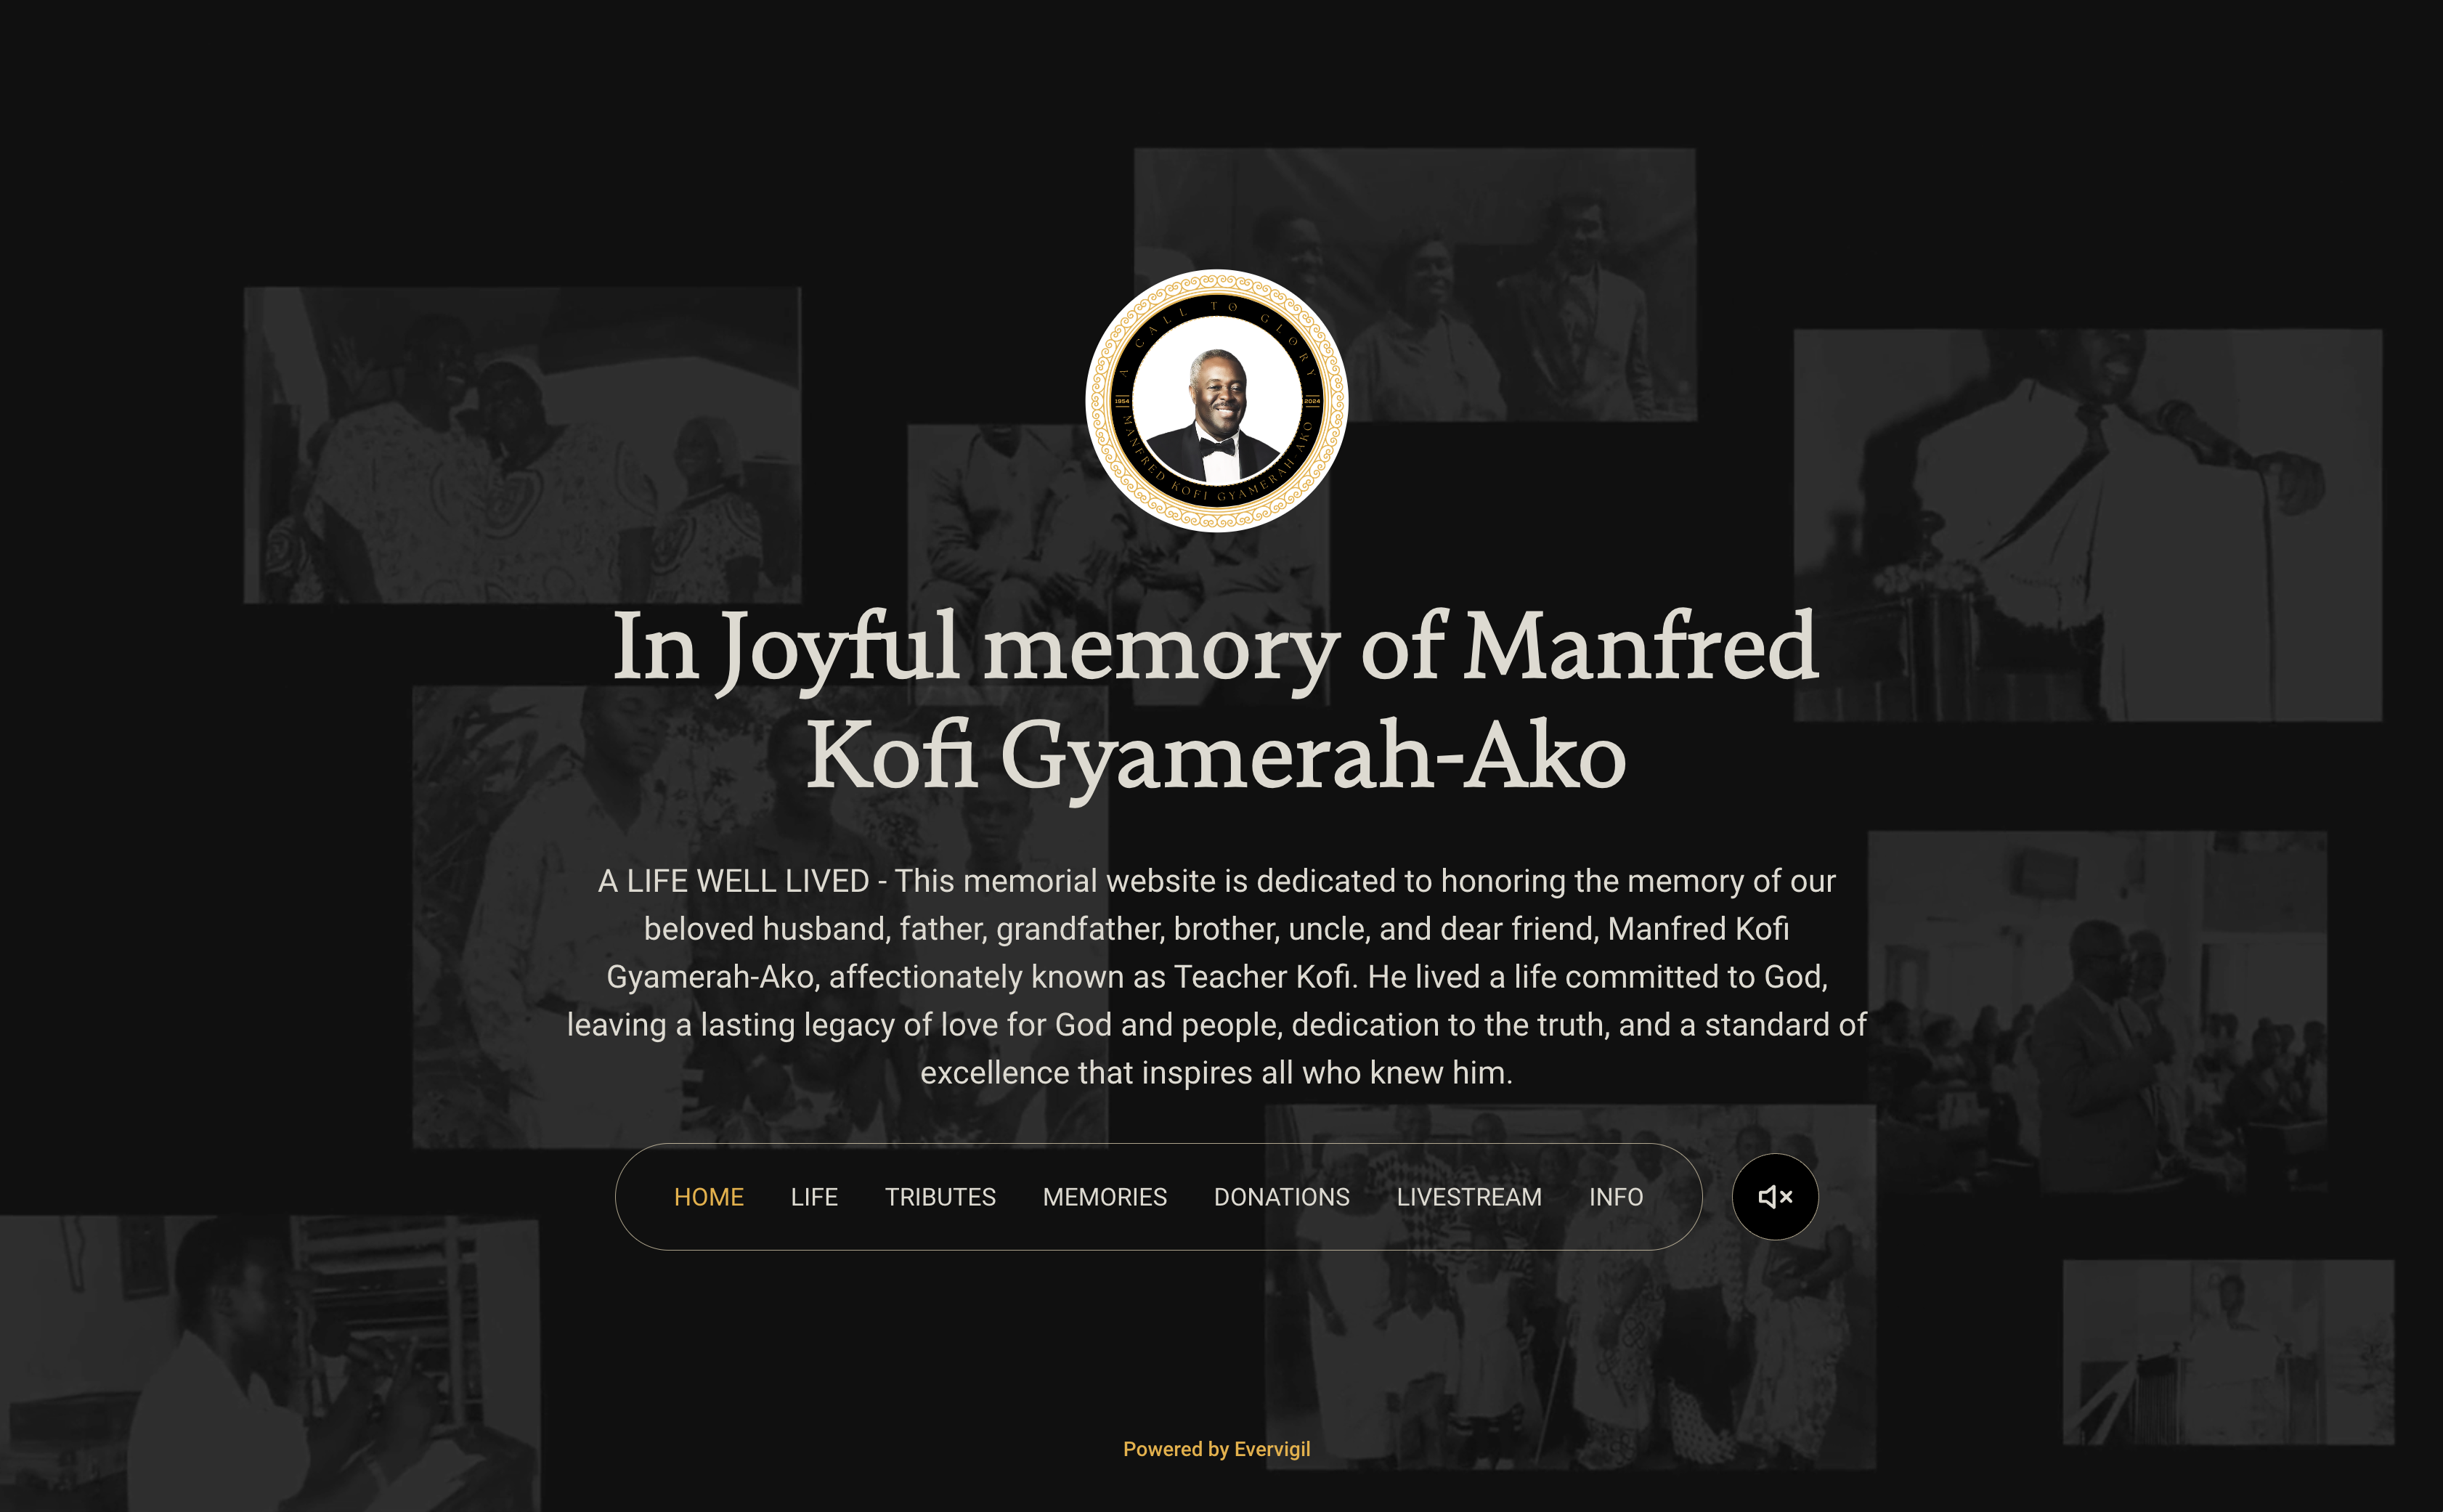 A CALL TO GLORY
1954
2024
MANFRED KOFI GYAMERAH-AKO
In Joyful memory of Manfred
Kofi Gyamerah-Ako
A LIFE WELL LIVED - This memorial website is dedicated to honoring the memory of our
beloved husband, father, grandfather, brother, uncle, and dear friend, Manfred Kofi
Gyamerah-Ako, affectionately known as Teacher Kofi. He lived a life committed to God,
leaving a lasting legacy of love for God and people, dedication to the truth, and a standard of
excellence that inspires all who knew him.
HOME LIFE TRIBUTES MEMORIES DONATIONS LIVESTREAM INFO
Powered by Evervigil